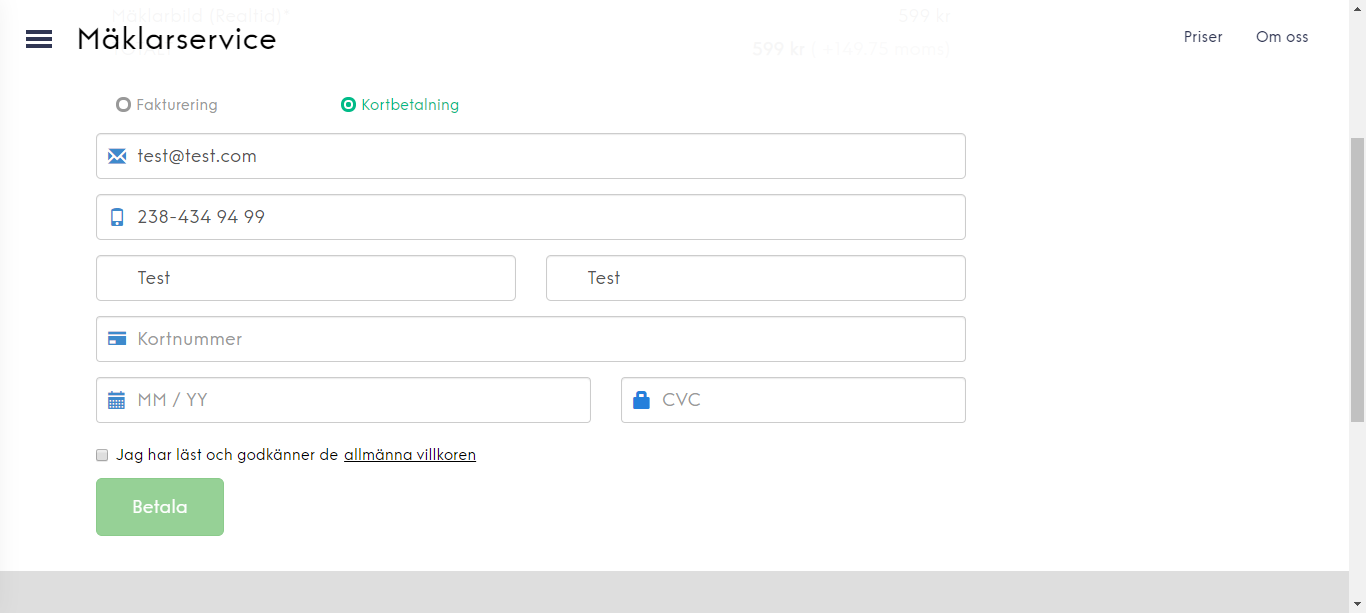 Mäklarbild (Realtid)* 599 kr
Mäklarservice Priser Om oss
599 kr ( +149.75 moms)
Fakturering Kortbetalning
test@test.com
238-434 94 99
Test Test
Kortnummer
MM / YY CVC
Jag har läst och godkänner de allmänna villkoren
Betala